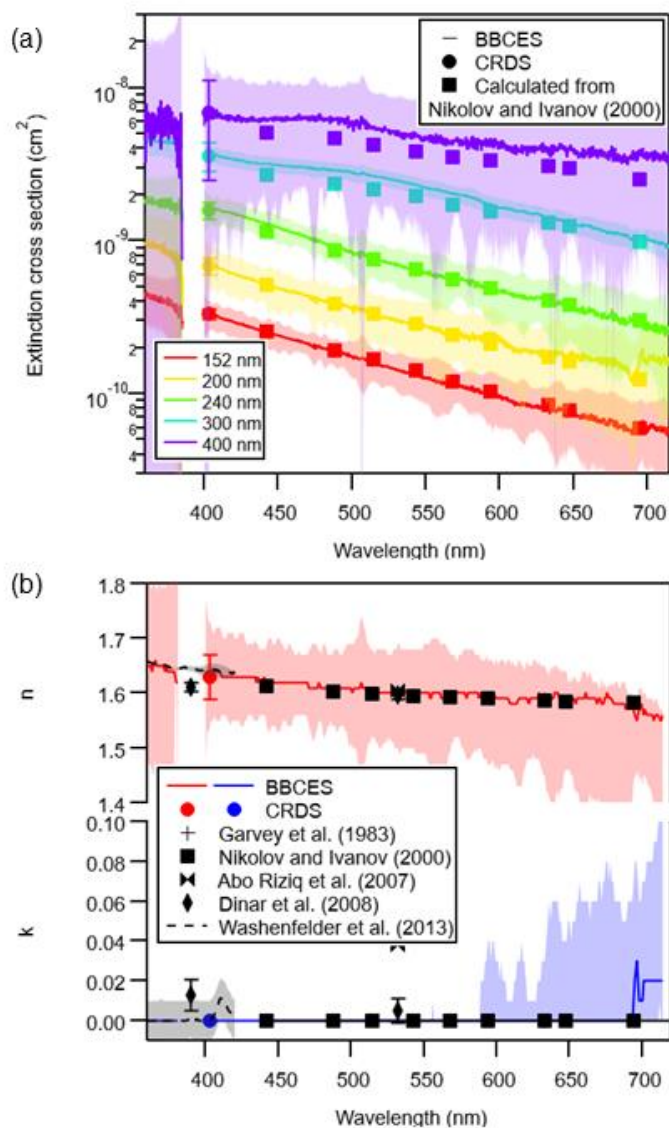 (a)
BBCES
CRDS
Calculated from
Nikolov and Ivanov (2000)
Extinction cross section (cm²)
2
10⁻⁸
8
6
4
2
10⁻⁹
8
6
4
2
10⁻¹⁰
8
6
4
152 nm
200 nm
240 nm
300 nm
400 nm
400 450 500 550 600 650 700
Wavelength (nm)
(b)
1.8
1.7
n
1.6
1.5
1.4
BBCES
CRDS
Garvey et al. (1983)
Nikolov and Ivanov (2000)
Abo Riziq et al. (2007)
Dinar et al. (2008)
Washenfelder et al. (2013)
0.10
0.08
0.06
k
0.04
0.02
0.00
400 450 500 550 600 650 700
Wavelength (nm)